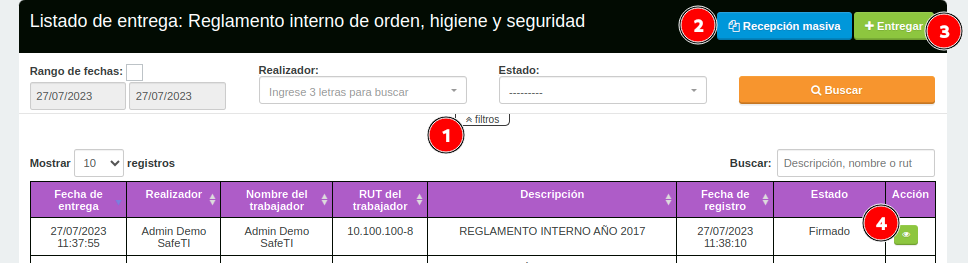 Listado de entrega: Reglamento interno de orden, higiene y seguridad
2 Recepción masiva Entregar 3
Rango de fechas: Realizador: Estado:
27/07/2023 27/07/2023 Ingrese 3 letras para buscar --------- Buscar
1 filtros
Mostrar 10 registros Buscar: Descripción, nombre o rut
Fecha de entrega Realizador Nombre del trabajador RUT del trabajador Descripción Fecha de registro Estado Acción
27/07/2023 11:37:55 Admin Demo SafeTI Admin Demo SafeTI 10.100.100-8 REGLAMENTO INTERNO AÑO 2017 27/07/2023 11:38:10 Firmado 4